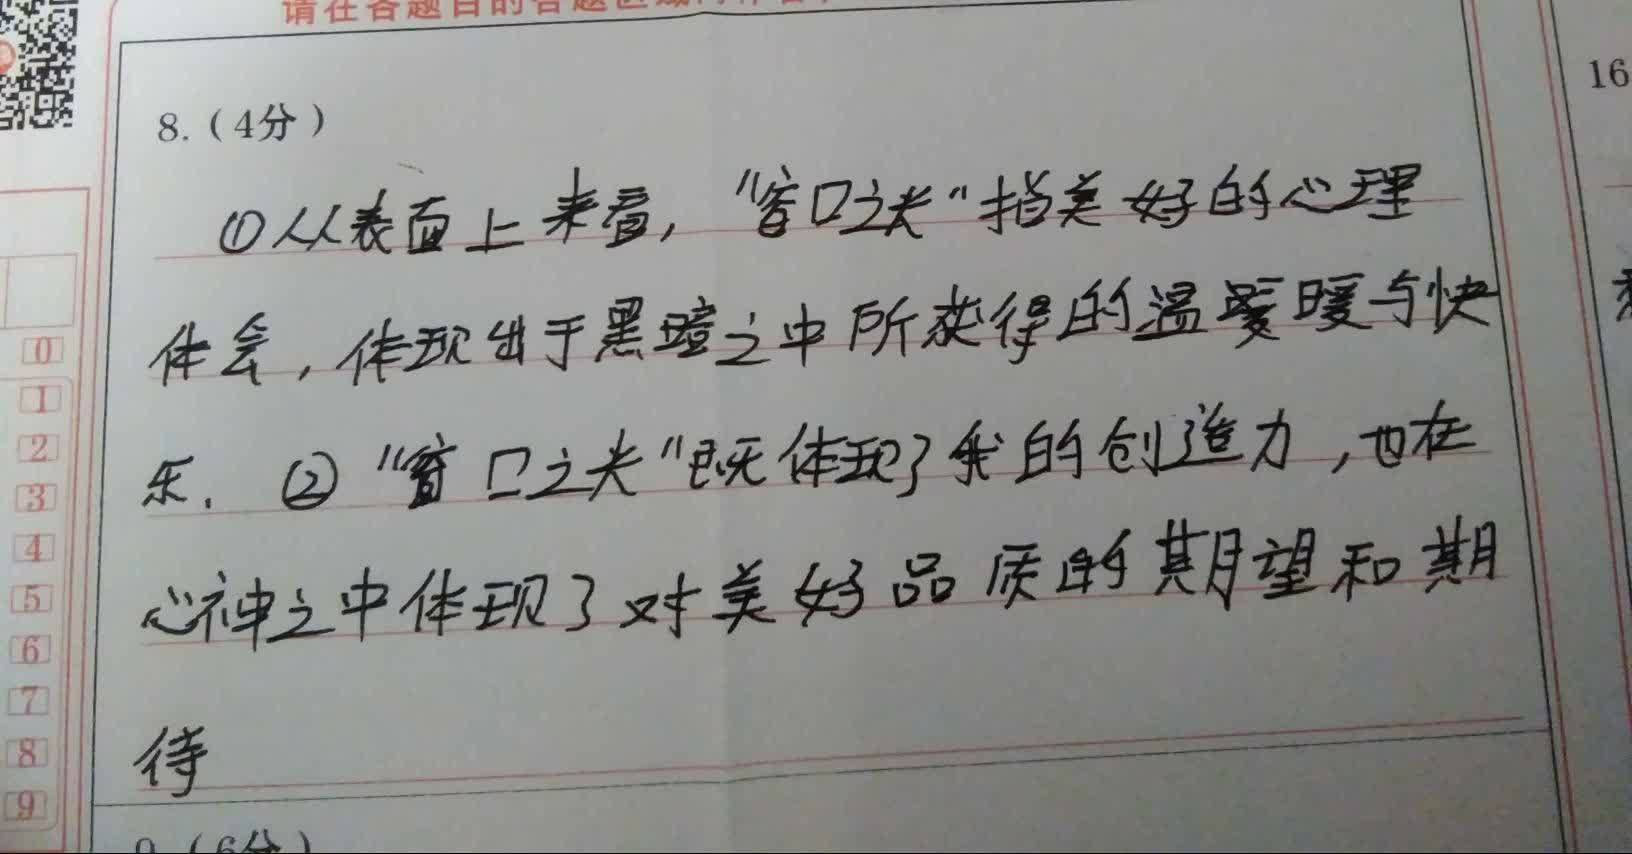 请在各题目的答题区域内作答
8.（4分）
①从表面上来看，“窗口之光”指美好的心理
体会，体现出于黑暗之中所获得的温暖暖与快
乐. ②“窗口之光”既体现了我的创造力，也在
心神之中体现了对美好品质的期望和期
待
9.（6分）
0
1
2
3
4
5
6
7
8
9
16